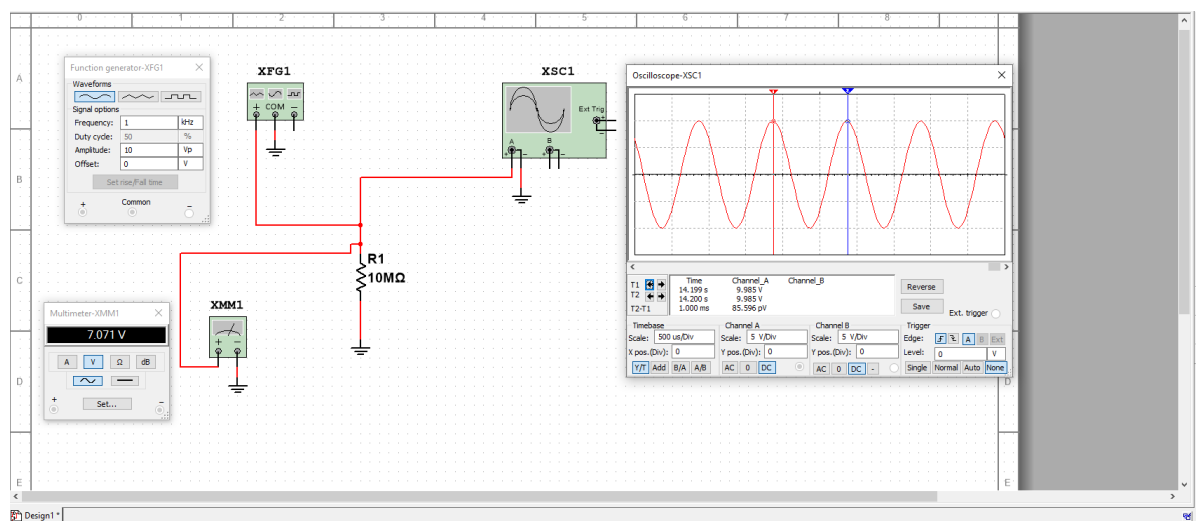 0 1 2 3 4 5 6 7 8
A
B
C
D
E
Function generator-XFG1
Waveforms
Signal options
Frequency: 1 kHz
Duty cycle: 50 %
Amplitude: 10 Vp
Offset: 0 V
Set rise/Fall time
+ Common -
XFG1
+ COM -
XSC1
Ext Trig
+
-
A B
+ - + -
R1
10MΩ
XMM1
+ -
Multimeter-XMM1
7.071 V
A V Ω dB
+ Set... -
Oscilloscope-XSC1
Time Channel_A Channel_B
T1 14.199 s 9.985 V
T2 14.200 s 9.985 V
T2-T1 1.000 ms 85.596 pV
Reverse
Save
Ext. trigger
Timebase
Scale: 500 us/Div
X pos.(Div): 0
Y/T Add B/A A/B
Channel A
Scale: 5 V/Div
Y pos.(Div): 0
AC 0 DC
Channel B
Scale: 5 V/Div
Y pos.(Div): 0
AC 0 DC -
Trigger
Edge: A B Ext
Level: 0 V
Single Normal Auto None
D
E
Design1 *